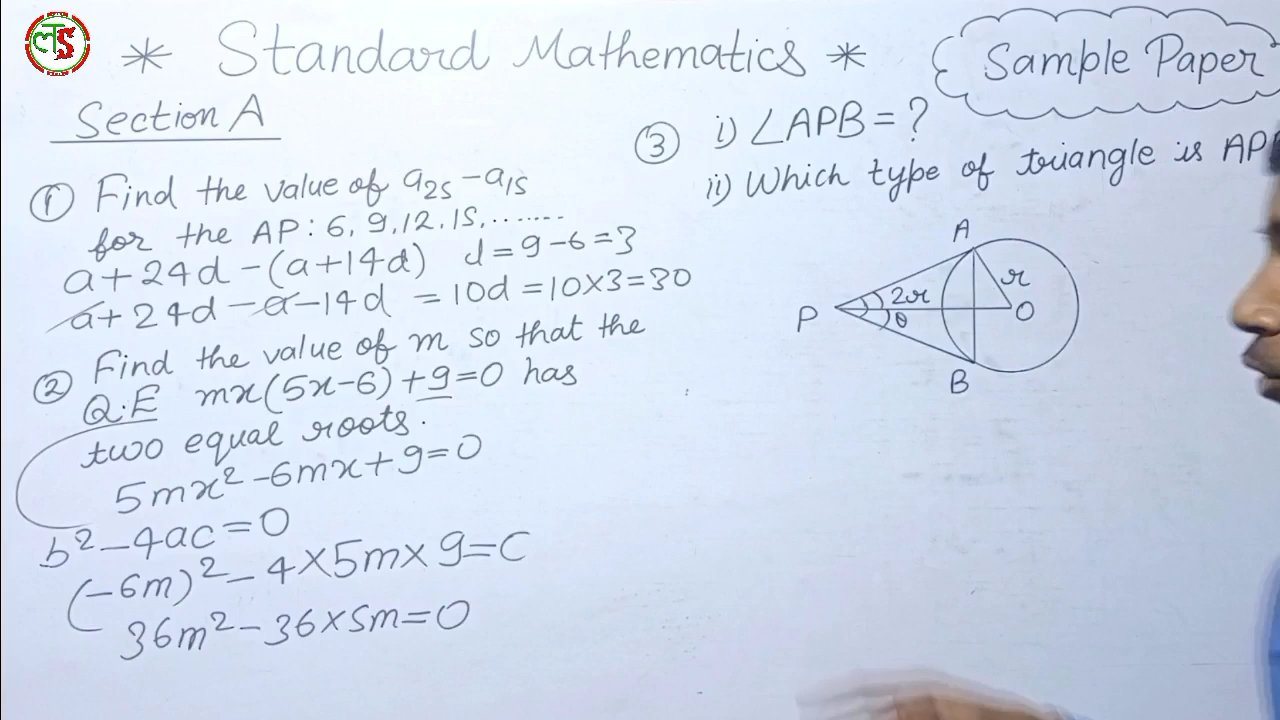 लTS
* Standard Mathematics *
Sample Paper
Section A
① Find the value of a₂₅ - a₁₅
for the AP: 6, 9, 12, 15, .......
a+24d-(a+14d) d=9-6=3
a+24d-a-14d = 10d = 10×3=30
② Find the value of m so that the
Q.E mx(5x-6)+9=0 has
two equal roots.
5mx²-6mx+9=0
b²-4ac=0
(-6m)²-4×5m×9=0
36m²-36×5m=0
③ i) ∠APB=?
ii) Which type of triangle is AP
A
r
2r
P
θ
O
B